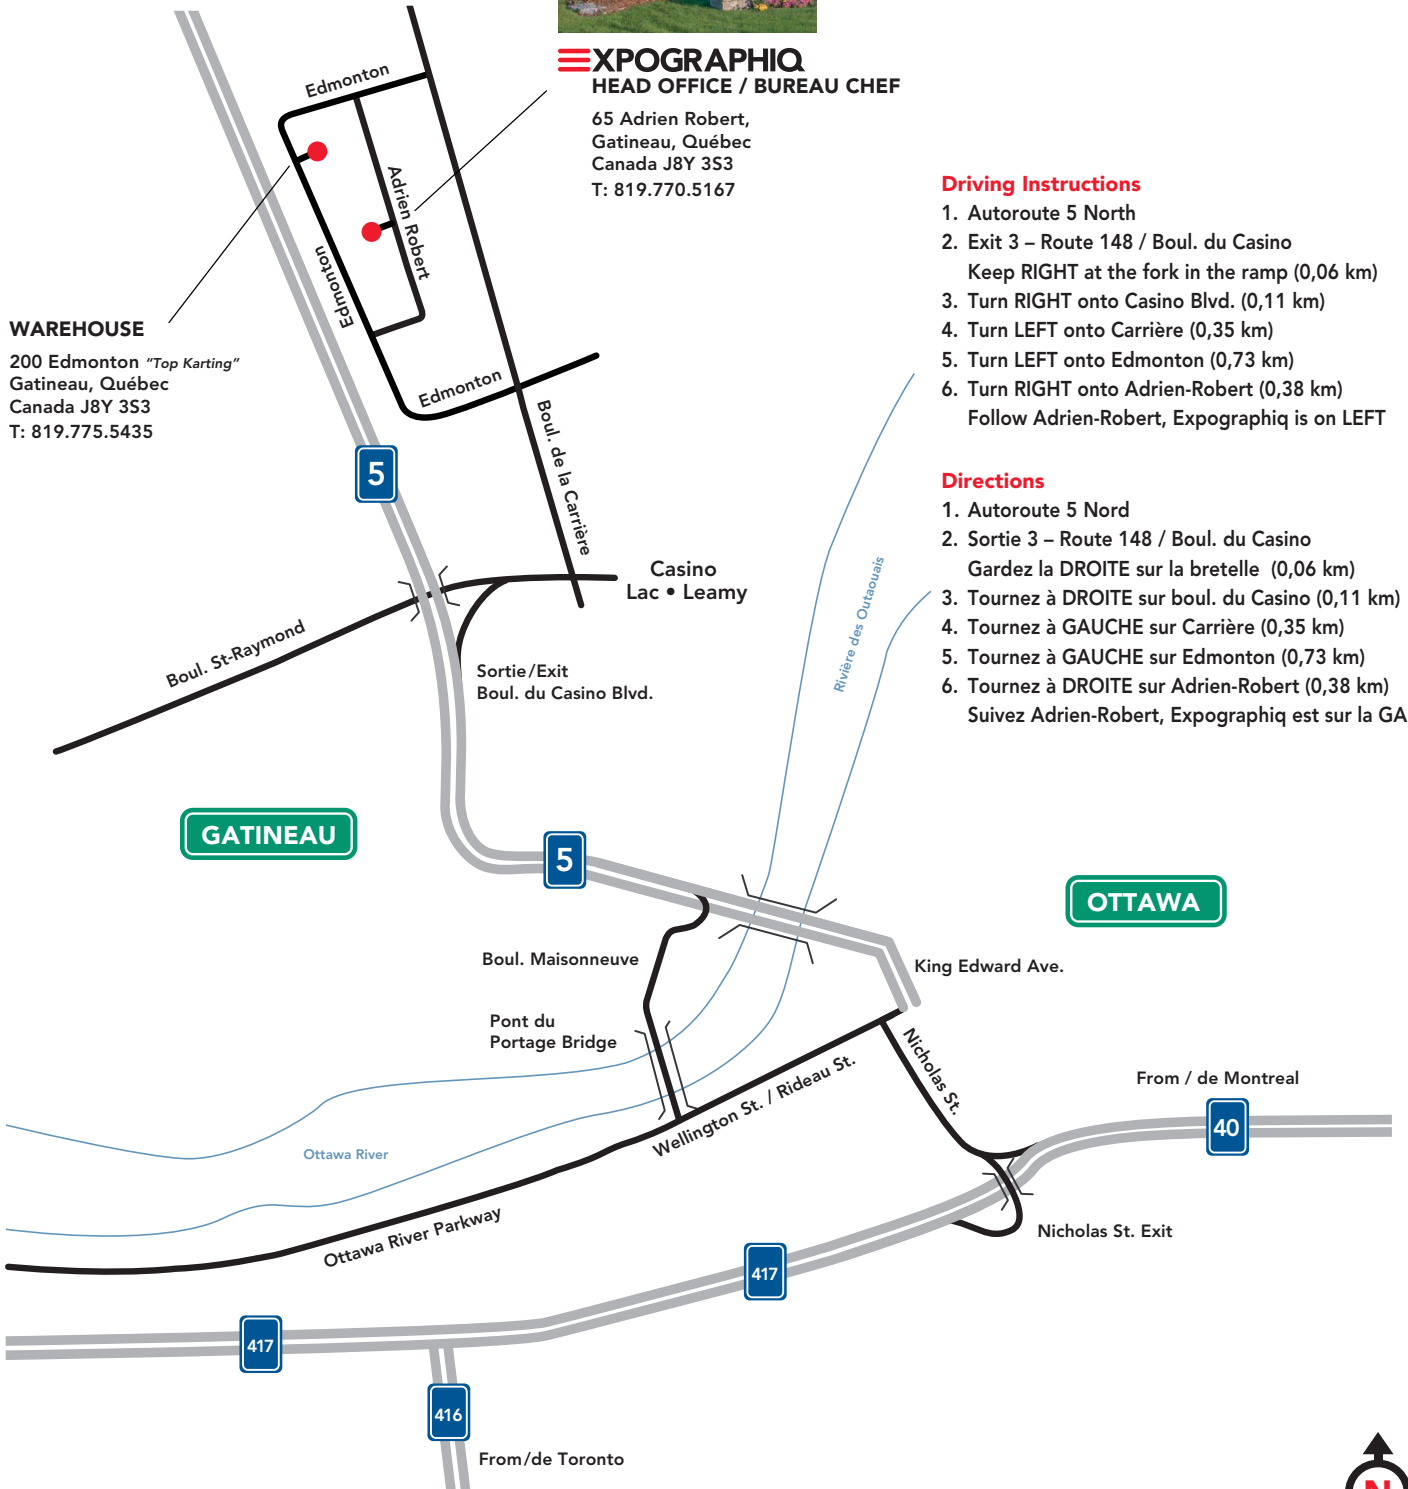 XPOGRAPHIQ
HEAD OFFICE / BUREAU CHEF
65 Adrien Robert,
Gatineau, Québec
Canada J8Y 3S3
T: 819.770.5167
Edmonton
Adrien Robert
Edmonton
Edmonton
WAREHOUSE
200 Edmonton "Top Karting"
Gatineau, Québec
Canada J8Y 3S3
T: 819.775.5435
Driving Instructions
1. Autoroute 5 North
2. Exit 3 – Route 148 / Boul. du Casino
Keep RIGHT at the fork in the ramp (0,06 km)
3. Turn RIGHT onto Casino Blvd. (0,11 km)
4. Turn LEFT onto Carrière (0,35 km)
5. Turn LEFT onto Edmonton (0,73 km)
6. Turn RIGHT onto Adrien-Robert (0,38 km)
Follow Adrien-Robert, Expographiq is on LEFT
Directions
1. Autoroute 5 Nord
2. Sortie 3 – Route 148 / Boul. du Casino
Gardez la DROITE sur la bretelle (0,06 km)
3. Tournez à DROITE sur boul. du Casino (0,11 km)
4. Tournez à GAUCHE sur Carrière (0,35 km)
5. Tournez à GAUCHE sur Edmonton (0,73 km)
6. Tournez à DROITE sur Adrien-Robert (0,38 km)
Suivez Adrien-Robert, Expographiq est sur la GA
5
Boul. de la Carrière
Casino
Lac • Leamy
Boul. St-Raymond
Sortie/Exit
Boul. du Casino Blvd.
Rivière des Outaouais
GATINEAU
5
OTTAWA
Boul. Maisonneuve
King Edward Ave.
Pont du
Portage Bridge
Nicholas St.
Wellington St. / Rideau St.
From / de Montreal
40
Ottawa River
Ottawa River Parkway
Nicholas St. Exit
417
417
416
From/de Toronto
N